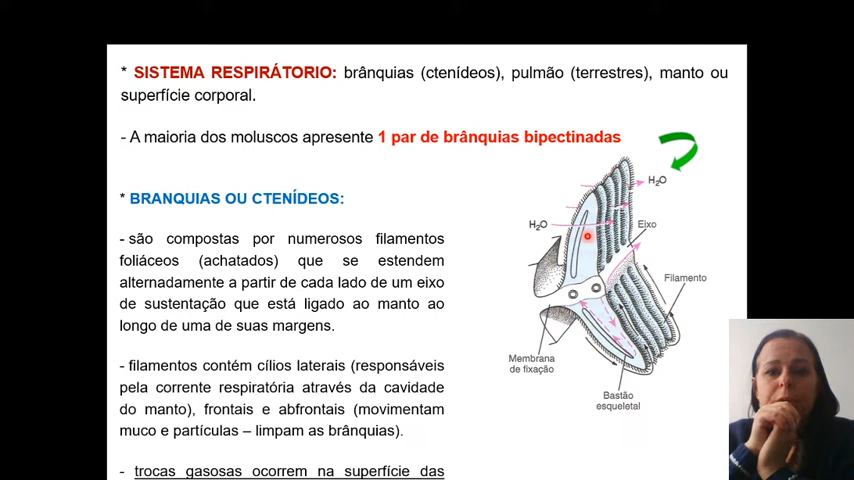 * SISTEMA RESPIRÁTORIO: brânquias (ctenídeos), pulmão (terrestres), manto ou
superfície corporal.
- A maioria dos moluscos apresente 1 par de brânquias bipectinadas
* BRANQUIAS OU CTENÍDEOS:
- são compostas por numerosos filamentos
foliáceos (achatados) que se estendem
alternadamente a partir de cada lado de um eixo
de sustentação que está ligado ao manto ao
longo de uma de suas margens.
- filamentos contém cílios laterais (responsáveis
pela corrente respiratória através da cavidade
do manto), frontais e abfrontais (movimentam
muco e partículas – limpam as brânquias).
- trocas gasosas ocorrem na superfície das
H₂O
H₂O
Eixo
Filamento
Membrana
de fixação
Bastão
esqueletal